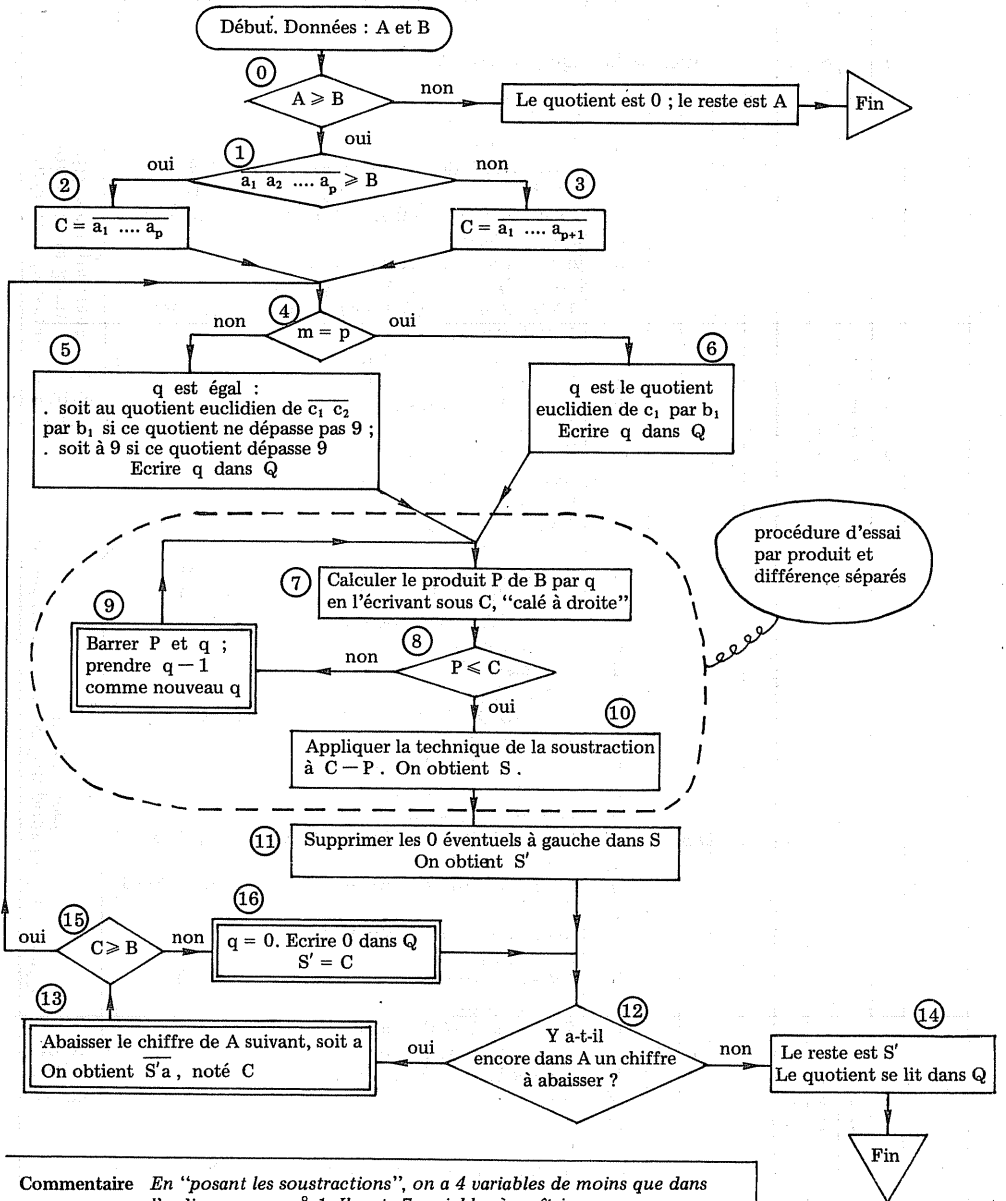 Début. Données : A et B
0
A ⩾ B
non
Le quotient est 0 ; le reste est A
Fin
oui
1
oui
a₁ a₂ .... aₚ ⩾ B
non
2
3
C = a₁ .... aₚ
C = a₁ .... aₚ₊₁
4
non
m = p
oui
5
6
q est égal :
. soit au quotient euclidien de c₁ c₂
par b₁ si ce quotient ne dépasse pas 9 ;
. soit à 9 si ce quotient dépasse 9
Ecrire q dans Q
q est le quotient
euclidien de c₁ par b₁
Ecrire q dans Q
procédure d'essai
par produit et
différence séparés
7
Calculer le produit P de B par q
en l'écrivant sous C, "calé à droite"
9
Barrer P et q ;
prendre q − 1
comme nouveau q
8
non
P ⩽ C
oui
10
Appliquer la technique de la soustraction
à C − P . On obtient S .
11
Supprimer les 0 éventuels à gauche dans S
On obtient S′
15
oui
C ⩾ B
non
16
q = 0. Ecrire 0 dans Q
S′ = C
13
Abaisser le chiffre de A suivant, soit a
On obtient S′a , noté C
oui
12
Y a-t-il
encore dans A un chiffre
à abaisser ?
non
14
Le reste est S′
Le quotient se lit dans Q
Fin
Commentaire En "posant les soustractions", on a 4 variables de moins que dans